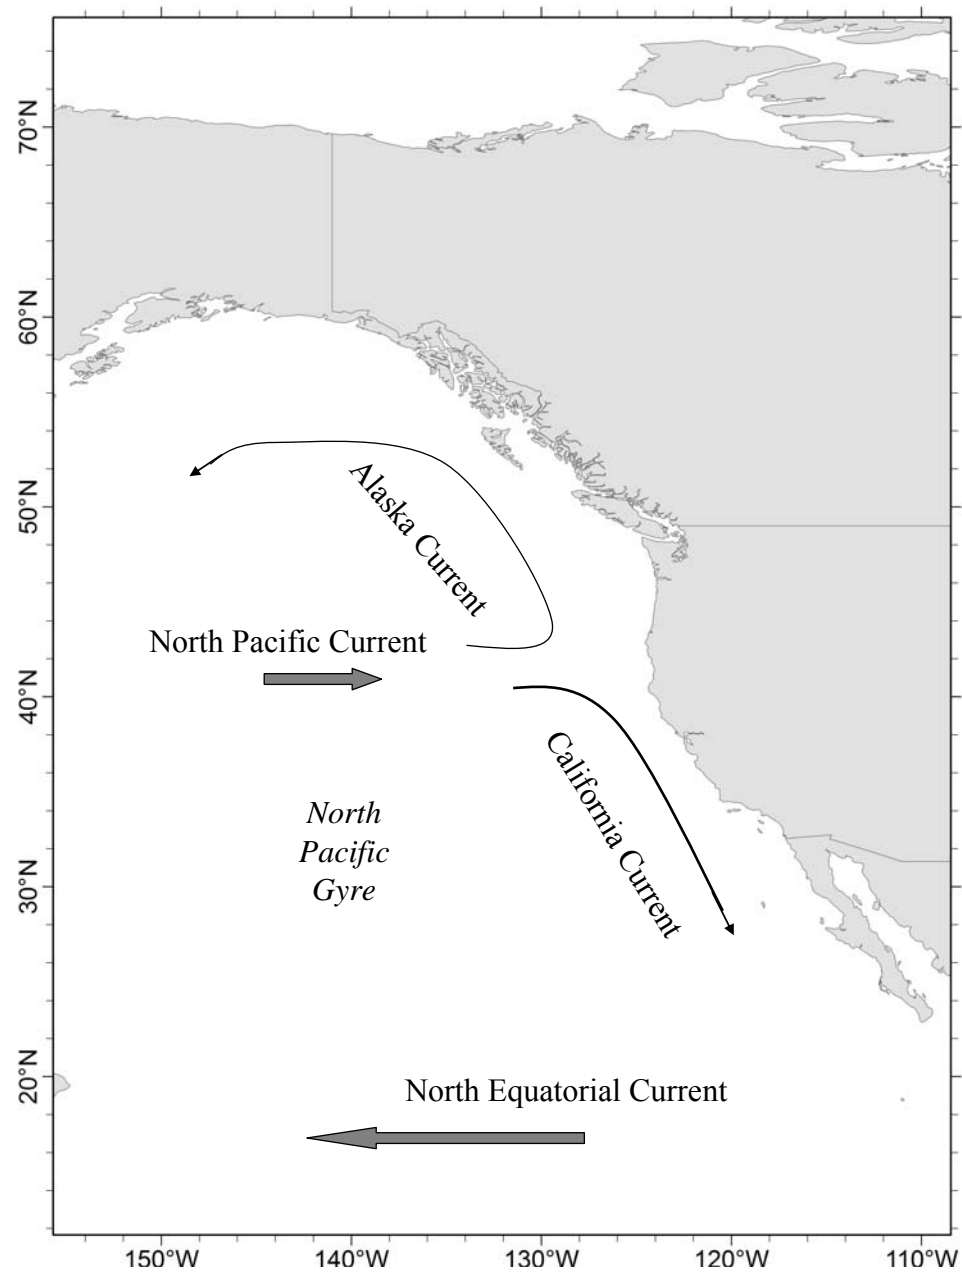 70°N
60°N
50°N
40°N
30°N
20°N
Alaska Current
North Pacific Current
California Current
North
Pacific
Gyre
North Equatorial Current
150°W
140°W
130°W
120°W
110°W